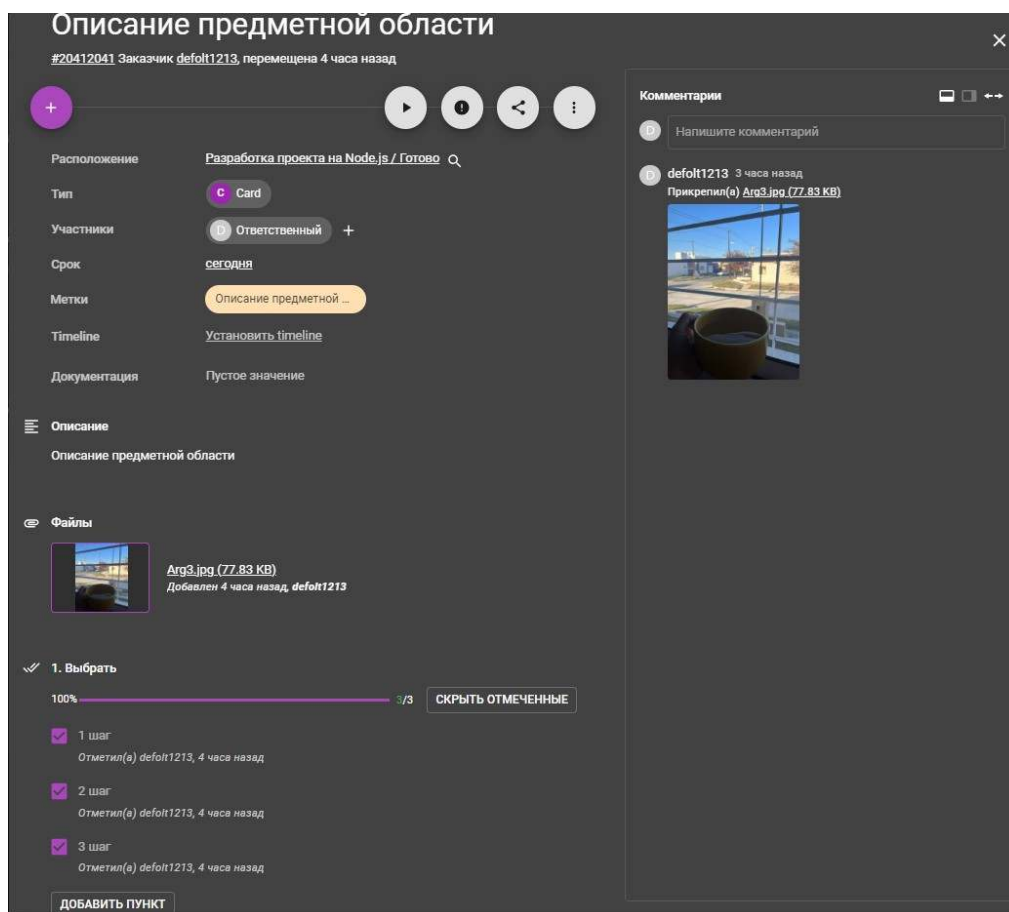 Описание предметной области
#20412041 Заказчик defolt1213, перемещена 4 часа назад
Расположение Разработка проекта на Node.js / Готово
Тип C Card
Участники D Ответственный +
Срок сегодня
Метки Описание предметной ...
Timeline Установить timeline
Документация Пустое значение
Описание
Описание предметной области
Файлы
Arg3.jpg (77.83 KB)
Добавлен 4 часа назад, defolt1213
1. Выбрать
100% 3/3 СКРЫТЬ ОТМЕЧЕННЫЕ
1 шаг
Отметил(а) defolt1213, 4 часа назад
2 шаг
Отметил(а) defolt1213, 4 часа назад
3 шаг
Отметил(а) defolt1213, 4 часа назад
ДОБАВИТЬ ПУНКТ
Комментарии
D Напишите комментарий
D defolt1213 3 часа назад
Прикрепил(а) Arg3.jpg (77.83 KB)